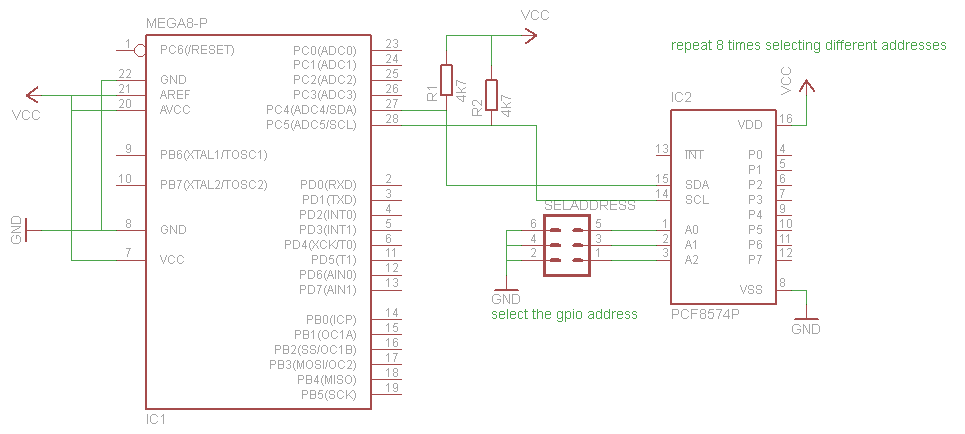 MEGA8-P
VCC
repeat 8 times selecting different addresses
1 PC6(/RESET) PC0(ADC0) 23
PC1(ADC1) 24
22 GND PC2(ADC2) 25
21 AREF PC3(ADC3) 26
20 AVCC PC4(ADC4/SDA) 27
PC5(ADC5/SCL) 28
VCC
9 PB6(XTAL1/TOSC1)
10 PB7(XTAL2/TOSC2) PD0(RXD) 2
PD1(TXD) 3
PD2(INT0) 4
GND 8 GND PD3(INT1) 5
PD4(XCK/T0) 6
7 VCC PD5(T1) 11
PD6(AIN0) 12
PD7(AIN1) 13
PB0(ICP) 14
PB1(OC1A) 15
PB2(SS/OC1B) 16
PB3(MOSI/OC2) 17
PB4(MISO) 18
PB5(SCK) 19
IC1
R1
4k7
R2
4k7
SELADDRESS
6 5
4 3
2 1
GND
select the gpio address
IC2
VCC
VDD 16
13 INT P0 4
P1 5
15 SDA P2 6
14 SCL P3 7
P4 9
1 A0 P5 10
2 A1 P6 11
3 A2 P7 12
VSS 8
PCF8574P
GND